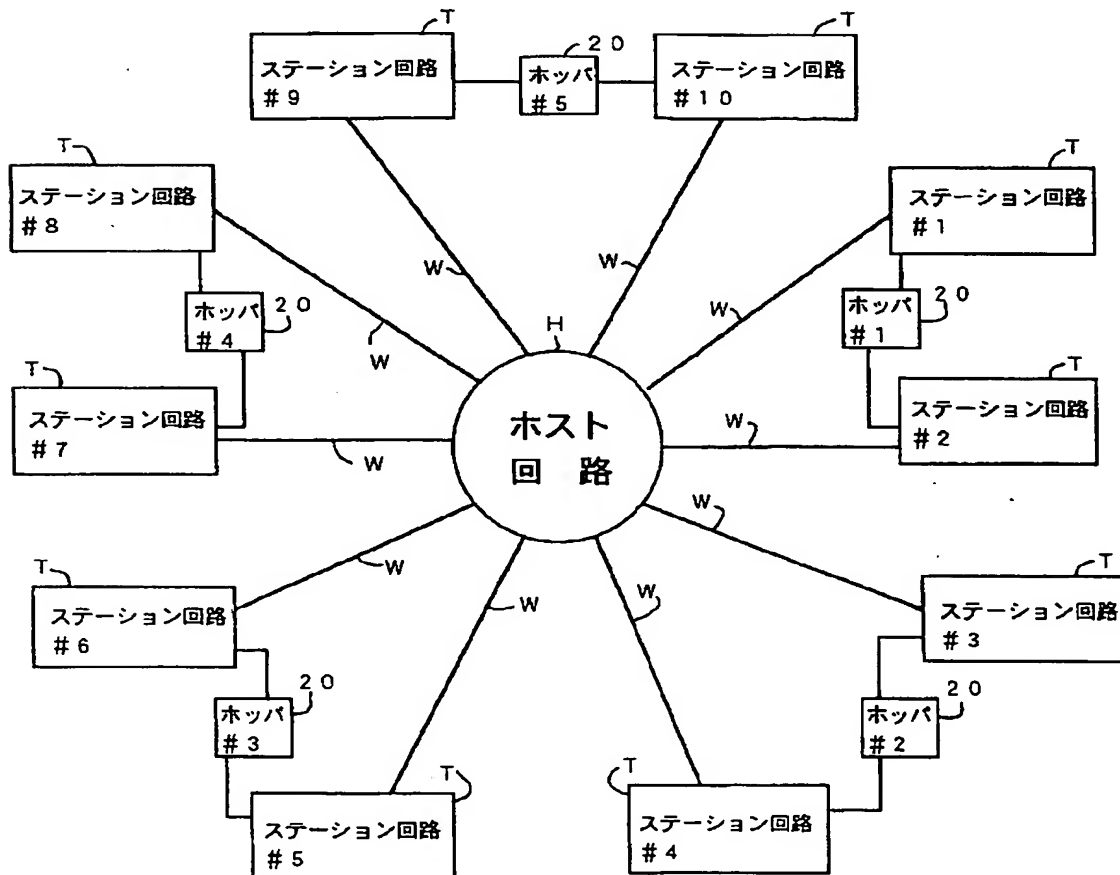 T
T
20
ステーション回路
#9
ホッパ
#5
ステーション回路
#10
T
T
ステーション回路
#8
ステーション回路
#1
W
W
ホッパ
#4
20
W
ホッパ
#1
20
H
W
T
T
ステーション回路
#7
ホスト
回路
W
ステーション回路
#2
W
W
T
W
W
W
T
ステーション回路
#6
ステーション回路
#3
20
ホッパ
#3
20
ホッパ
#2
T
T
ステーション回路
#5
ステーション回路
#4